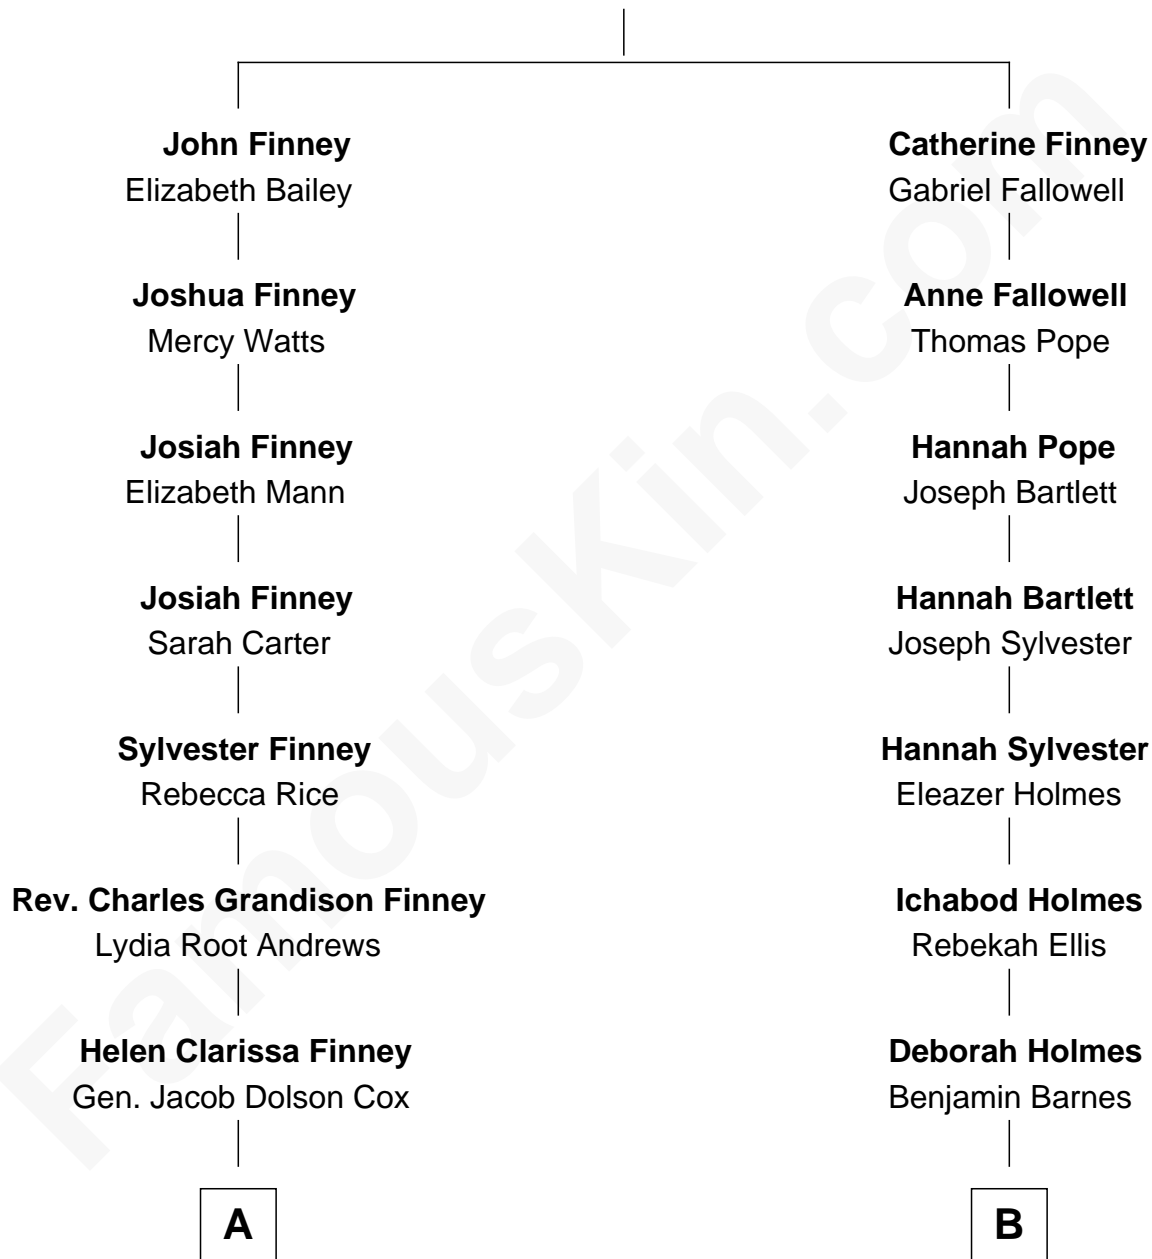 John Finney
Elizabeth Bailey
Joshua Finney
Mercy Watts
Josiah Finney
Elizabeth Mann
Josiah Finney
Sarah Carter
Sylvester Finney
Rebecca Rice
Rev. Charles Grandison Finney
Lydia Root Andrews
Helen Clarissa Finney
Gen. Jacob Dolson Cox
A
Catherine Finney
Gabriel Fallowell
Anne Fallowell
Thomas Pope
Hannah Pope
Joseph Bartlett
Hannah Bartlett
Joseph Sylvester
Hannah Sylvester
Eleazer Holmes
Ichabod Holmes
Rebekah Ellis
Deborah Holmes
Benjamin Barnes
B
FamousKin.com